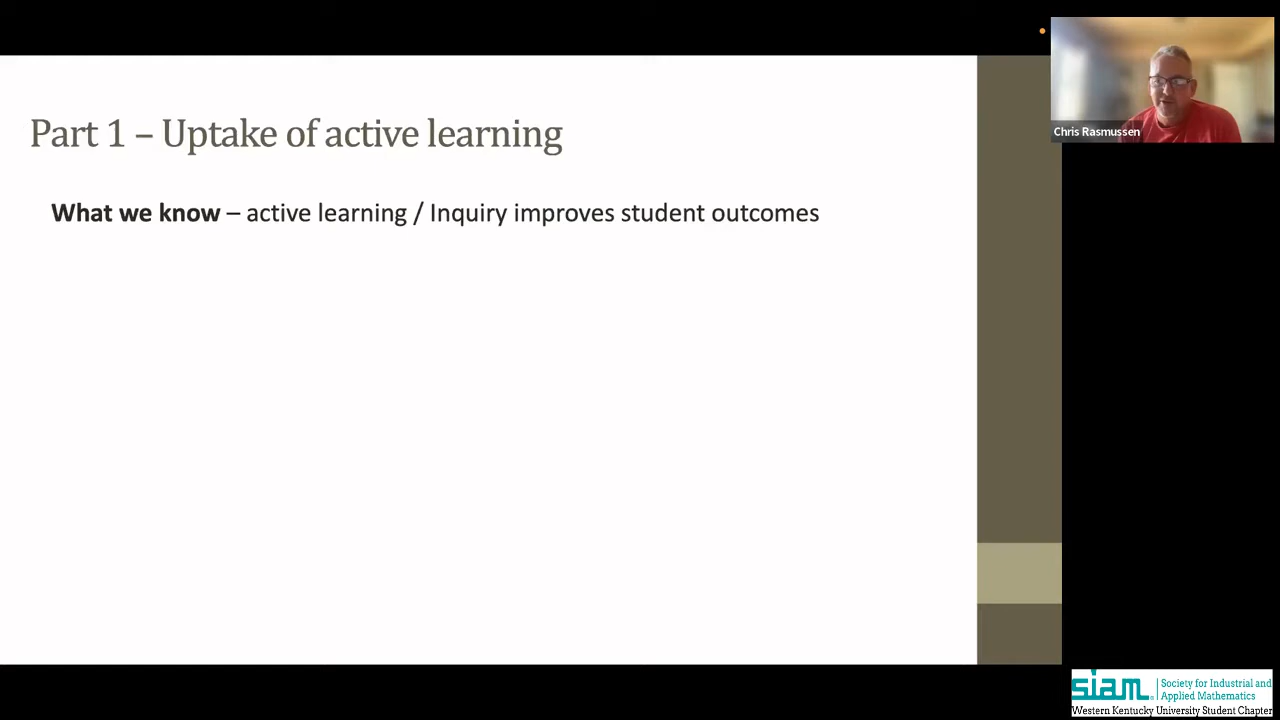 Part 1 – Uptake of active learning
What we know – active learning / Inquiry improves student outcomes
Chris Rasmussen
siam.
Society for Industrial and
Applied Mathematics
Western Kentucky University Student Chapter